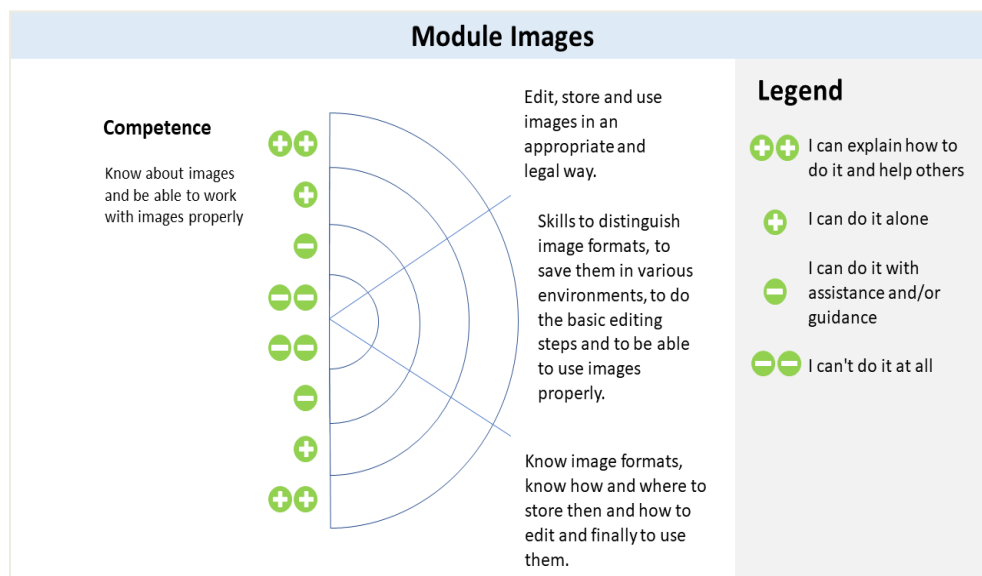 Module Images
Competence
Know about images
and be able to work
with images properly
Edit, store and use
images in an
appropriate and
legal way.
Skills to distinguish
image formats, to
save them in various
environments, to do
the basic editing
steps and to be able
to use images
properly.
Know image formats,
know how and where to
store then and how to
edit and finally to use
them.
Legend
I can explain how to
do it and help others
I can do it alone
I can do it with
assistance and/or
guidance
I can't do it at all